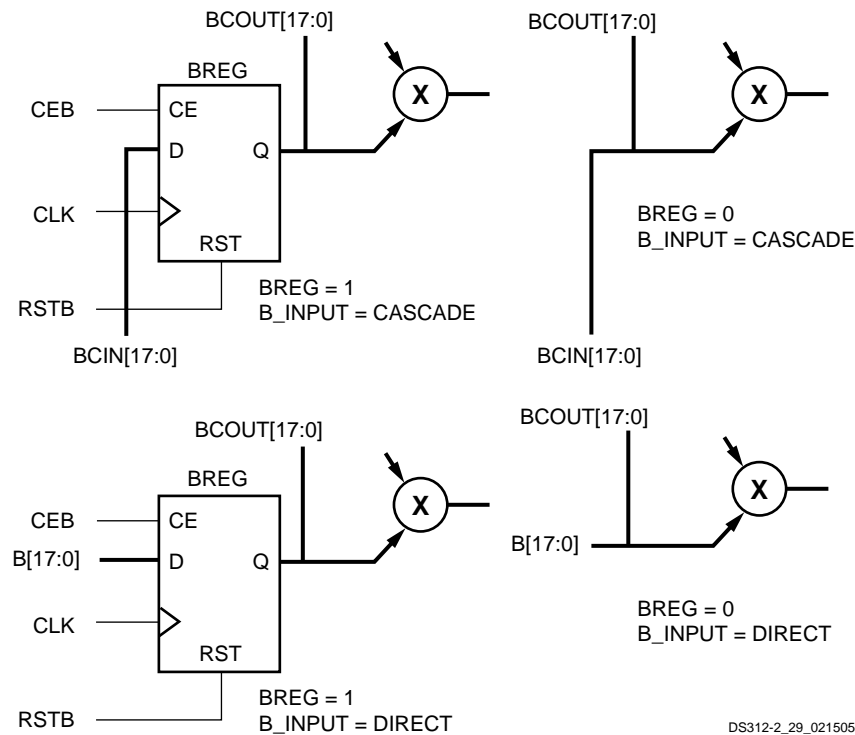 BCOUT[17:0]
BREG
X
CEB
CE
D
Q
CLK
RST
RSTB
BREG = 1
B_INPUT = CASCADE
BCIN[17:0]
BCOUT[17:0]
X
BREG = 0
B_INPUT = CASCADE
BCIN[17:0]
BCOUT[17:0]
BREG
X
CEB
CE
B[17:0]
D
Q
CLK
RST
RSTB
BREG = 1
B_INPUT = DIRECT
BCOUT[17:0]
X
B[17:0]
BREG = 0
B_INPUT = DIRECT
DS312-2_29_021505